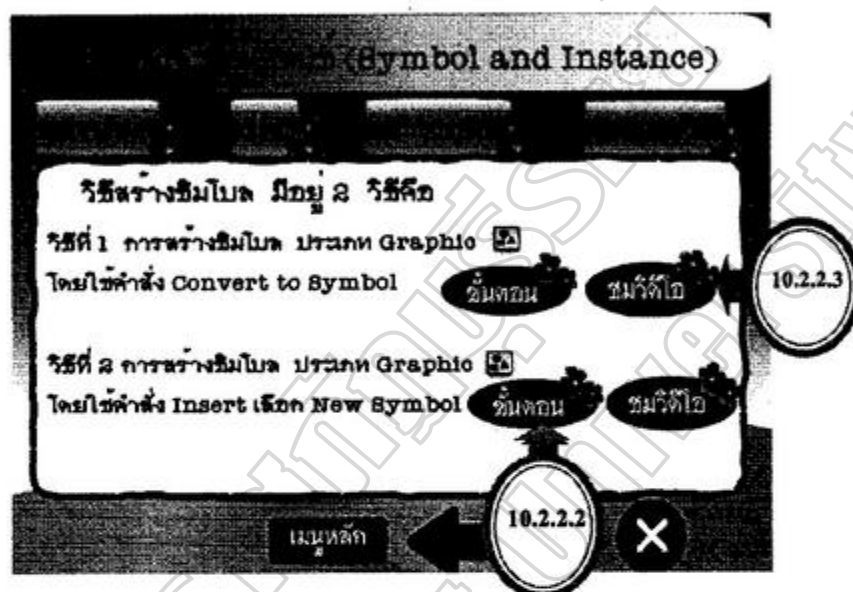 (Symbol and Instance)
วิธีสร้างซิมโบล มีอยู่ 2 วิธีคือ
วิธีที่ 1 การสร้างซิมโบล ประเภท Graphic
โดยใช้คำสั่ง Convert to Symbol
ขั้นตอน ชมวิดีโอ
10.2.2.3
วิธีที่ 2 การสร้างซิมโบล ประเภท Graphic
โดยใช้คำสั่ง Insert เลือก New Symbol ขั้นตอน ชมวิดีโอ
10.2.2.2
เมนูหลัก